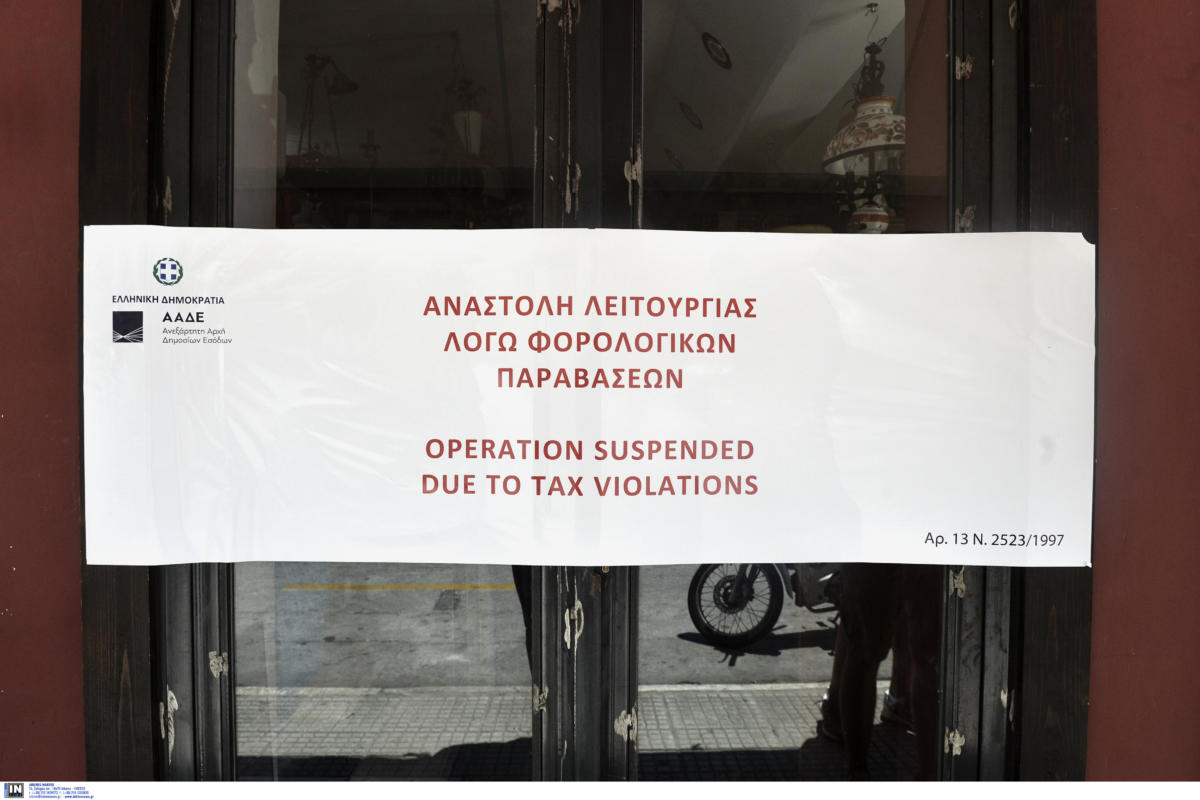 ΕΛΛΗΝΙΚΗ ΔΗΜΟΚΡΑΤΙΑ
ΑΑΔΕ
Ανεξάρτητη Αρχή
Δημοσίων Εσόδων
ΑΝΑΣΤΟΛΗ ΛΕΙΤΟΥΡΓΙΑΣ
ΛΟΓΩ ΦΟΡΟΛΟΓΙΚΩΝ
ΠΑΡΑΒΑΣΕΩΝ
OPERATION SUSPENDED
DUE TO TAX VIOLATIONS
Αρ. 13 Ν. 2523/1997
IN